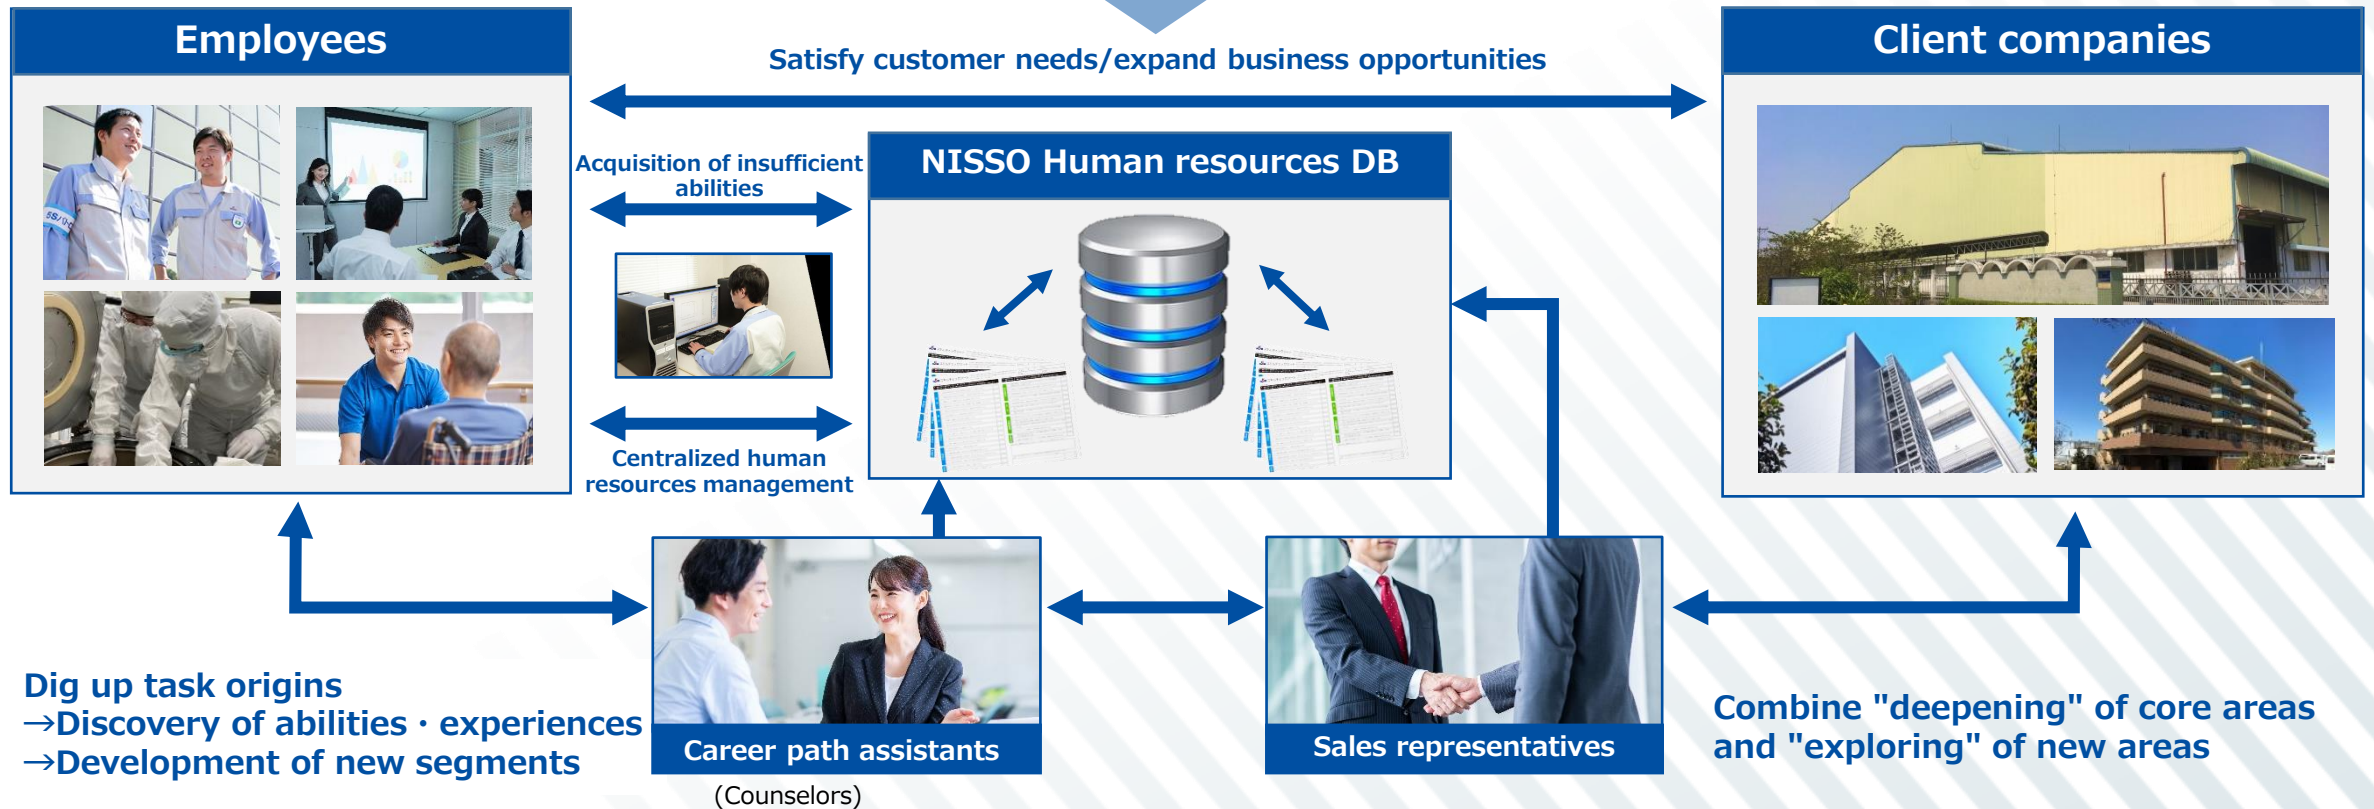 Employees
Client companies
Satisfy customer needs/expand business opportunities
Acquisition of insufficient
abilities
NISSO Human resources DB
Centralized human
resources management
Dig up task origins
→Discovery of abilities・experiences
→Development of new segments
Career path assistants
(Counselors)
Sales representatives
Combine "deepening" of core areas
and "exploring" of new areas